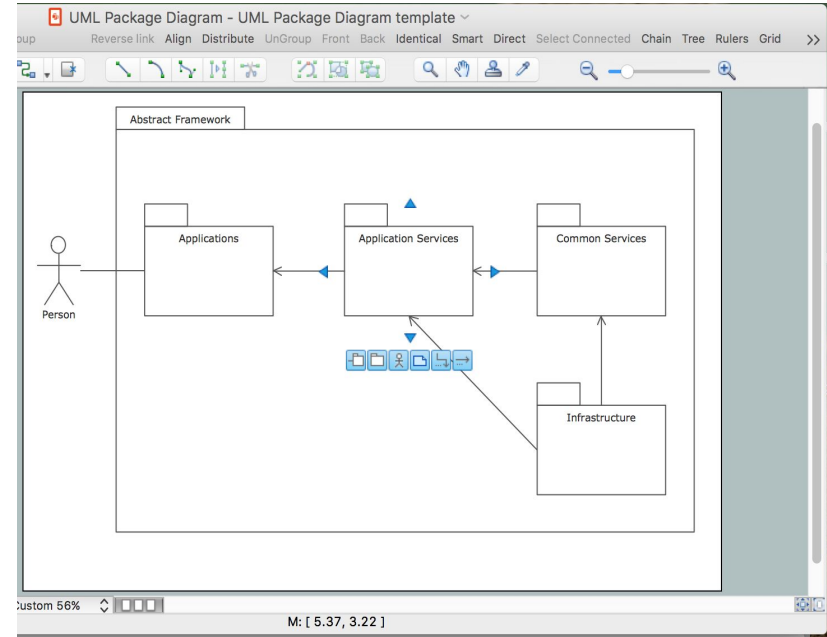 UML Package Diagram - UML Package Diagram template
oup Reverse link Align Distribute UnGroup Front Back Identical Smart Direct Select Connected Chain Tree Rulers Grid >>
Abstract Framework
Applications
Application Services
Common Services
Person
Infrastructure
Custom 56%
M: [ 5.37, 3.22 ]